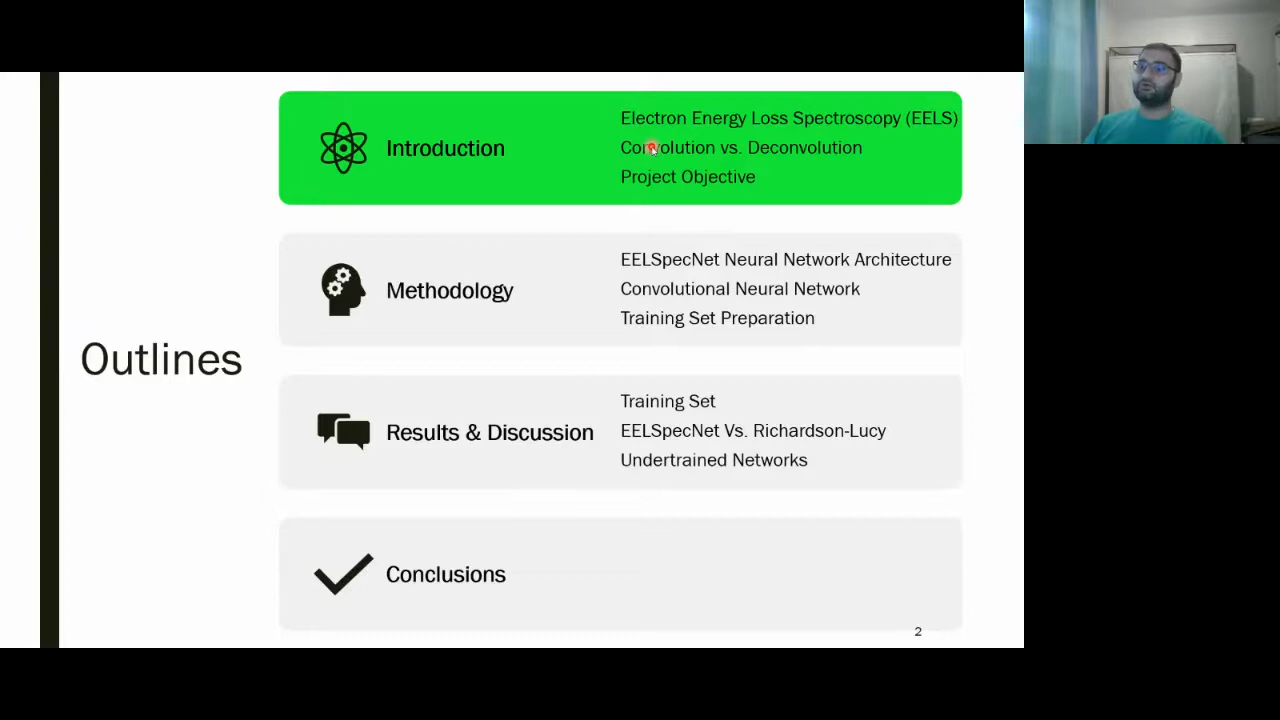 Outlines
Introduction
Electron Energy Loss Spectroscopy (EELS)
Convolution vs. Deconvolution
Project Objective
Methodology
EELSpecNet Neural Network Architecture
Convolutional Neural Network
Training Set Preparation
Results & Discussion
Training Set
EELSpecNet Vs. Richardson-Lucy
Undertrained Networks
Conclusions
2